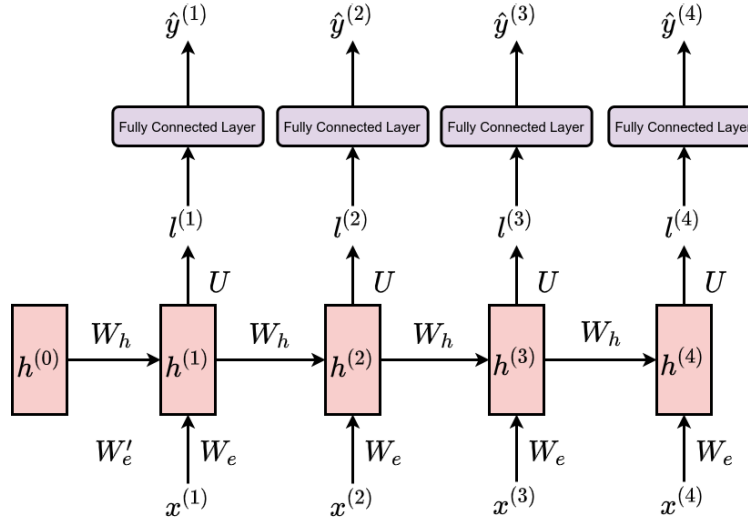 ŷ⁽¹⁾ ŷ⁽²⁾ ŷ⁽³⁾ ŷ⁽⁴⁾
Fully Connected Layer Fully Connected Layer Fully Connected Layer Fully Connected Layer
l⁽¹⁾ l⁽²⁾ l⁽³⁾ l⁽⁴⁾
U U U U
W_h W_h W_h W_h
h⁽⁰⁾ h⁽¹⁾ h⁽²⁾ h⁽³⁾ h⁽⁴⁾
W'_e W_e W_e W_e W_e
x⁽¹⁾ x⁽²⁾ x⁽³⁾ x⁽⁴⁾